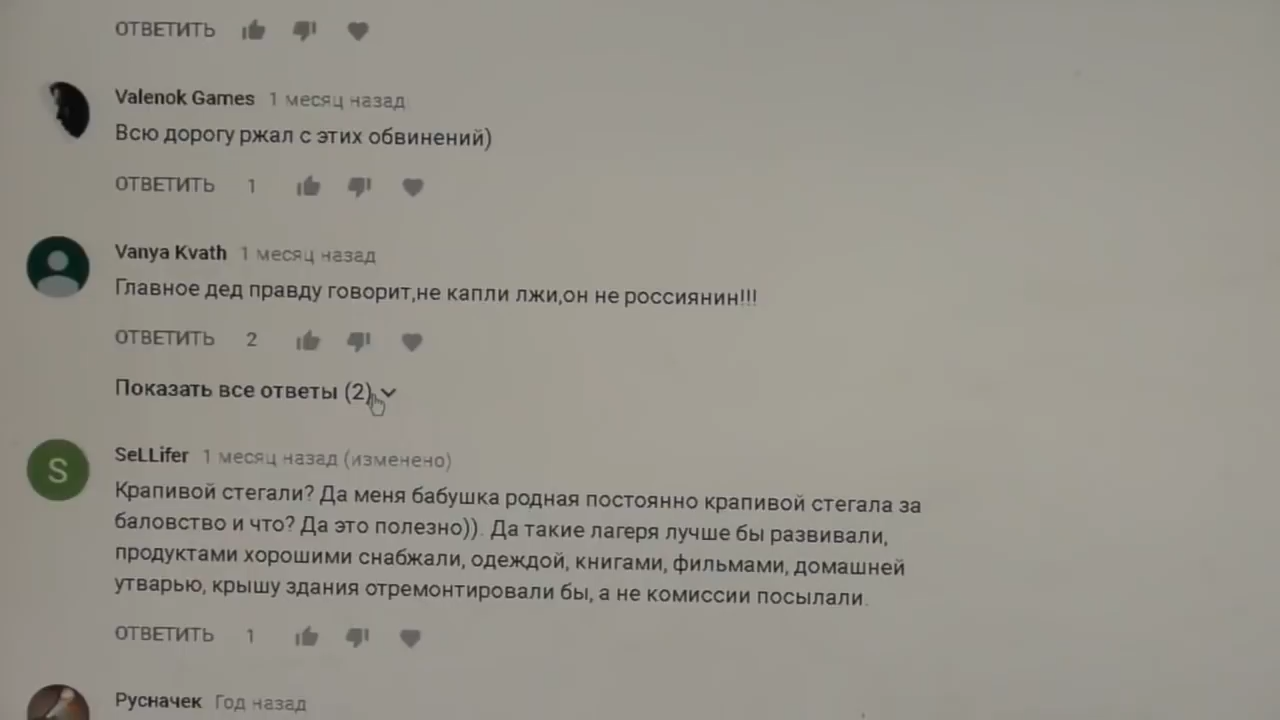 ОТВЕТИТЬ
Valenok Games 1 месяц назад
Всю дорогу ржал с этих обвинений)
ОТВЕТИТЬ 1
Vanya Kvath 1 месяц назад
Главное дед правду говорит,не капли лжи,он не россиянин!!!
ОТВЕТИТЬ 2
Показать все ответы (2)
S
SeLLifer 1 месяц назад (изменено)
Крапивой стегали? Да меня бабушка родная постоянно крапивой стегала за
баловство и что? Да это полезно)). Да такие лагеря лучше бы развивали,
продуктами хорошими снабжали, одеждой, книгами, фильмами, домашней
утварью, крышу здания отремонтировали бы, а не комиссии посылали.
ОТВЕТИТЬ 1
Русначек Год назад